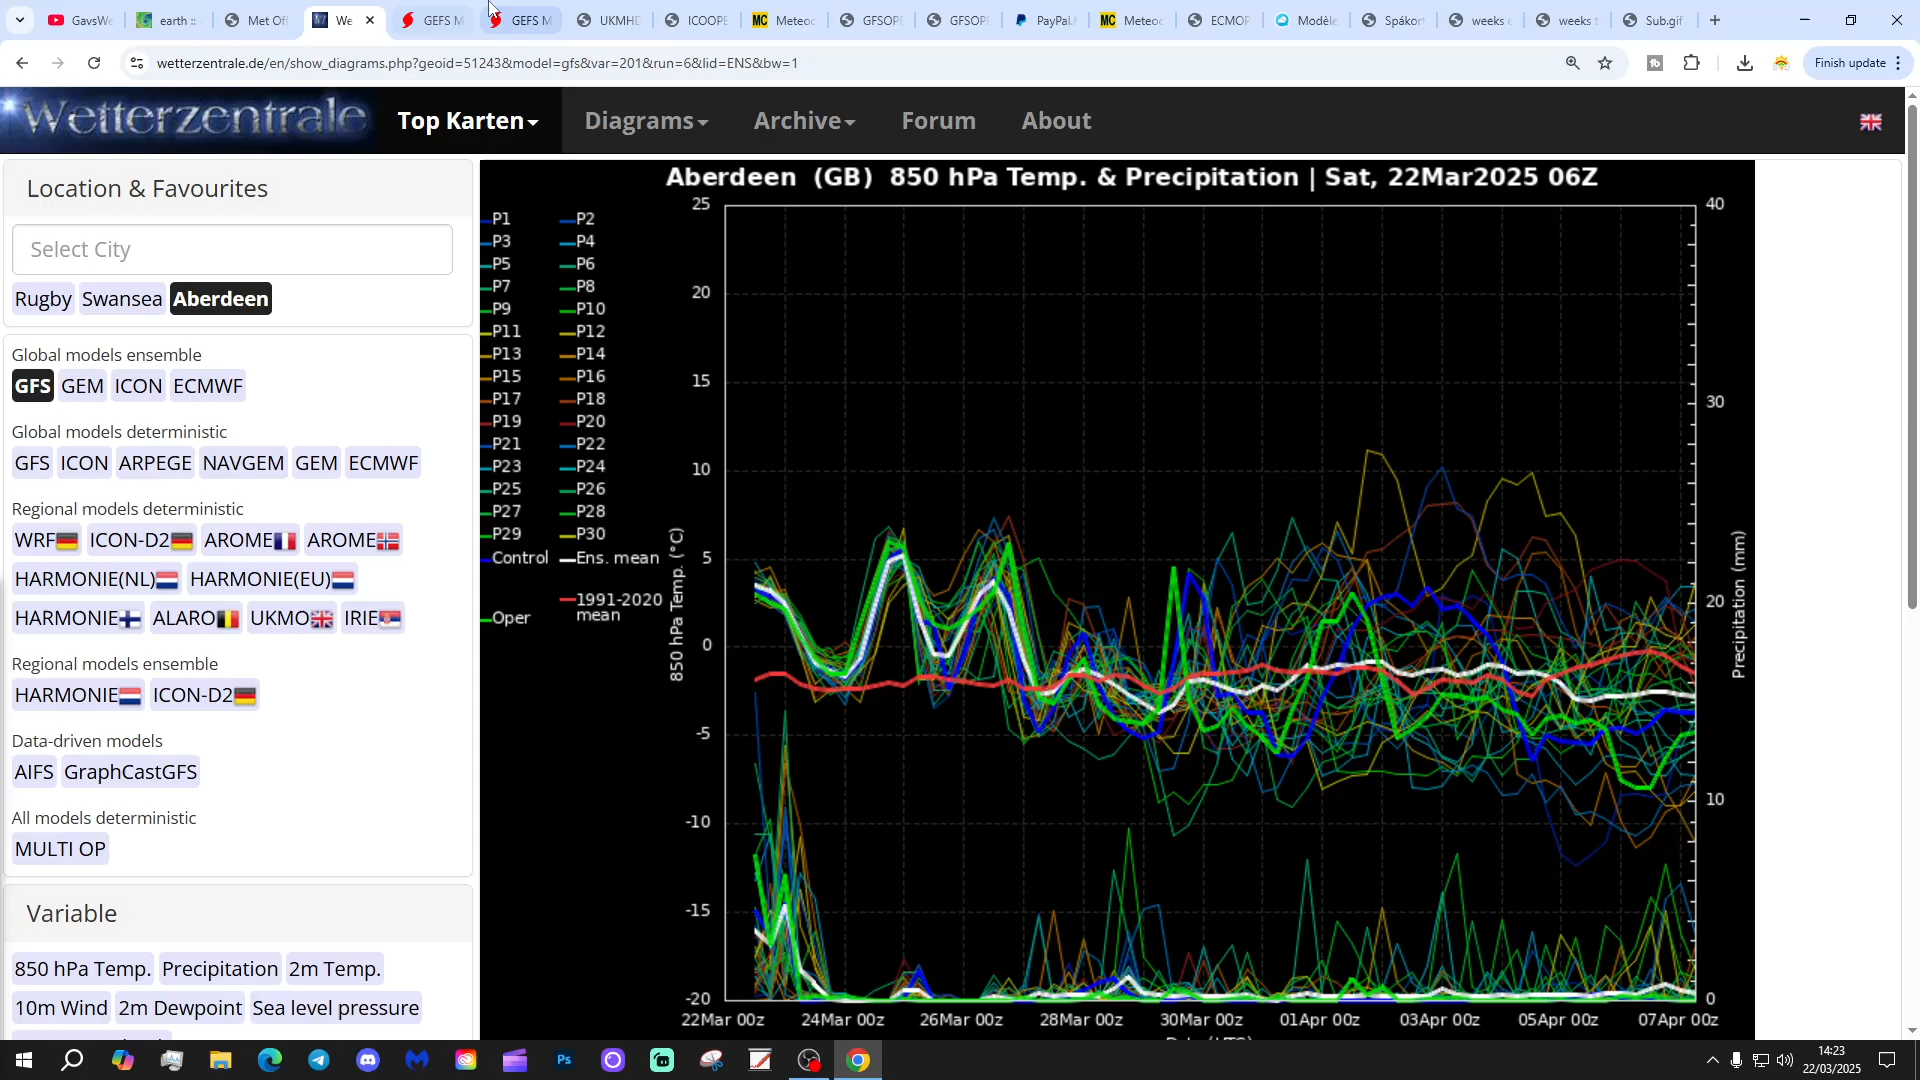 GavsWe
earth ::
Met Off
We
GEFS M
GEFS M
UKMHD
ICOOPE
MC Meteoc
GFSOPE
GFSOPE
PayPal.M
MC Meteoc
ECMOP
Modèle
Spákort
weeks
weeks t
Sub.gif
wetterzentrale.de/en/show_diagrams.php?geoid=51243&model=gfs&var=201&run=6&lid=ENS&bw=1
Finish update
Wetterzentrale
Top Karten
Diagrams
Archive
Forum
About
Location & Favourites
Select City
Rugby Swansea Aberdeen
Global models ensemble
GFS GEM ICON ECMWF
Global models deterministic
GFS ICON ARPEGE NAVGEM GEM ECMWF
Regional models deterministic
WRF ICON-D2 AROME AROME
HARMONIE(NL) HARMONIE(EU)
HARMONIE ALARO UKMO IRIE
Regional models ensemble
HARMONIE ICON-D2
Data-driven models
AIFS GraphCastGFS
All models deterministic
MULTI OP
Variable
850 hPa Temp. Precipitation 2m Temp.
10m Wind 2m Dewpoint Sea level pressure
Aberdeen (GB) 850 hPa Temp. & Precipitation | Sat, 22Mar2025 06Z
P1 P2
P3 P4
P5 P6
P7 P8
P9 P10
P11 P12
P13 P14
P15 P16
P17 P18
P19 P20
P21 P22
P23 P24
P25 P26
P27 P28
P29 P30
Control Ens. mean
Oper 1991-2020
mean
850 hPa Temp. (°C)
25
20
15
10
5
0
-5
-10
-15
-20
40
30
20
10
0
Precipitation (mm)
22Mar 00z 24Mar 00z 26Mar 00z 28Mar 00z 30Mar 00z 01Apr 00z 03Apr 00z 05Apr 00z 07Apr 00z
14:23
22/03/2025